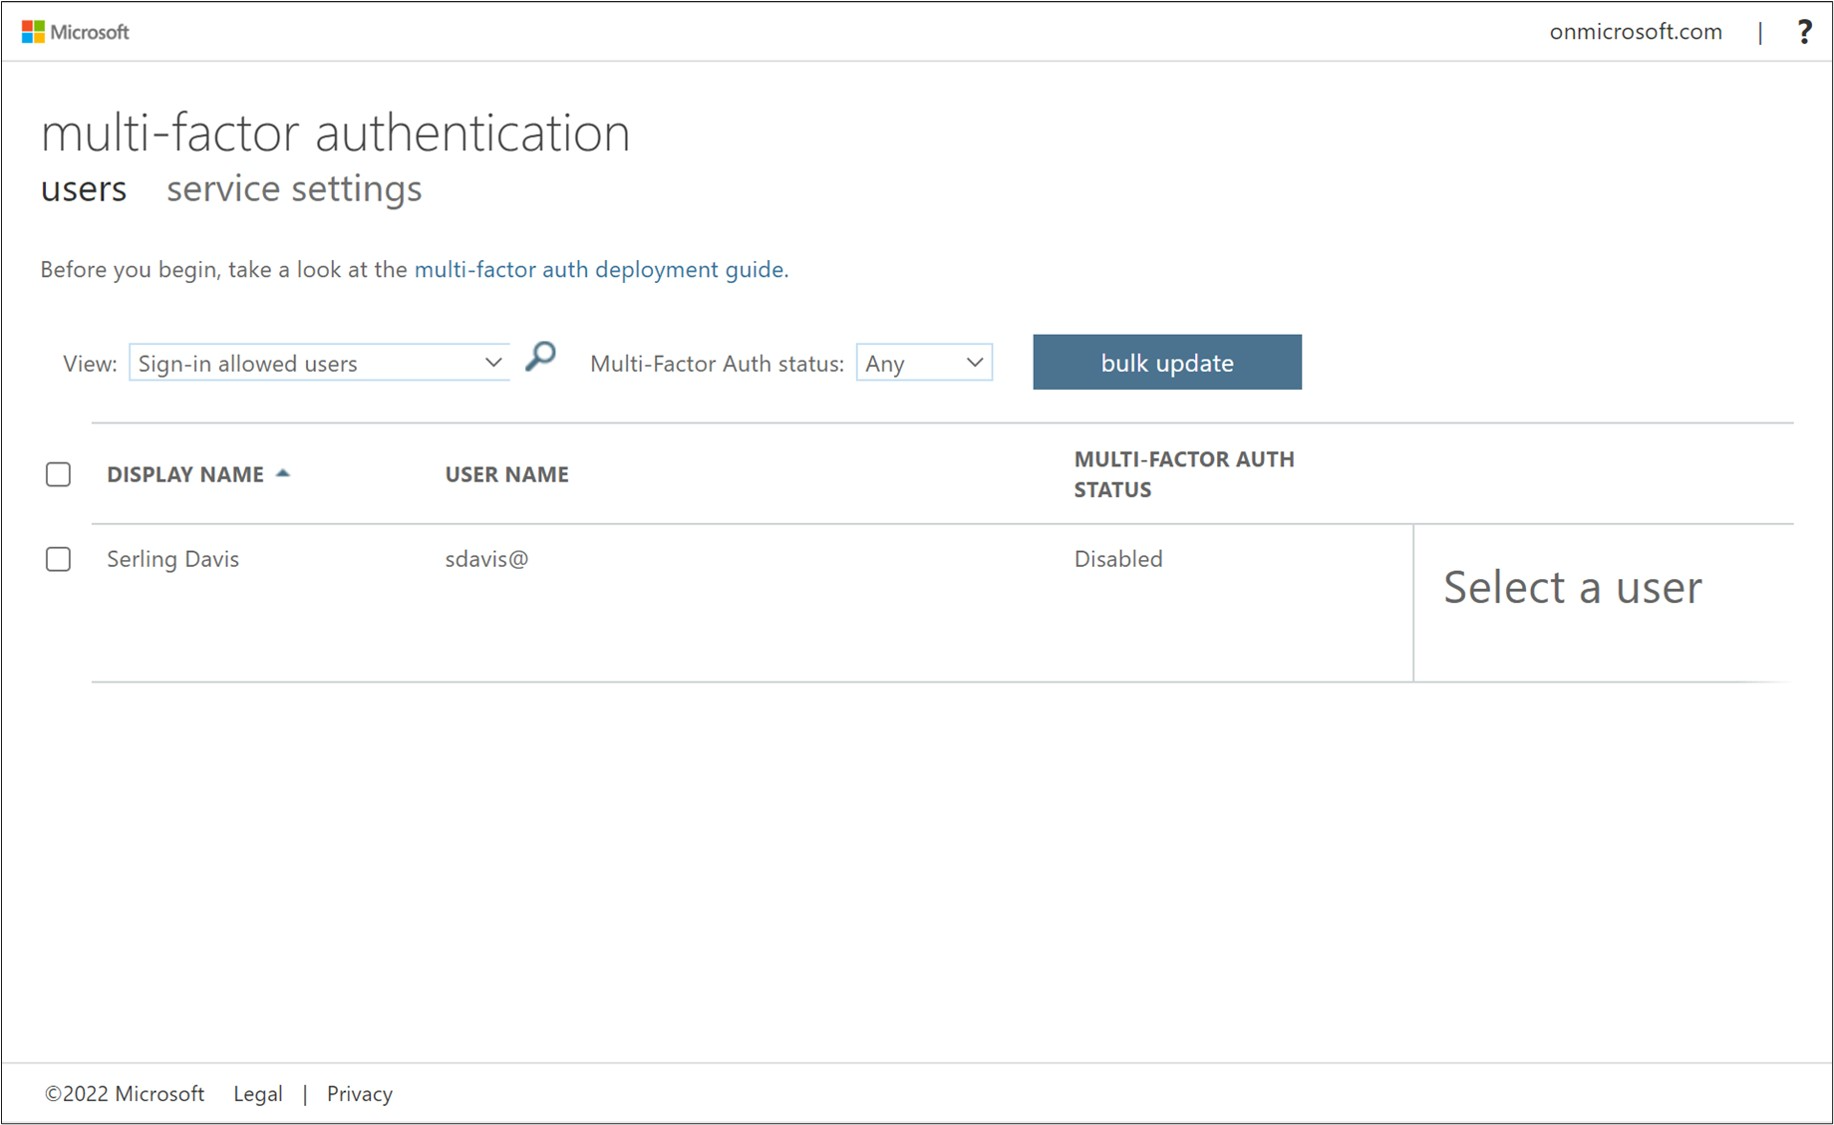 Microsoft
onmicrosoft.com | ?
multi-factor authentication
users service settings
Before you begin, take a look at the multi-factor auth deployment guide.
View: Sign-in allowed users Multi-Factor Auth status: Any bulk update
DISPLAY NAME USER NAME MULTI-FACTOR AUTH
STATUS
Serling Davis sdavis@ Disabled
Select a user
©2022 Microsoft Legal | Privacy